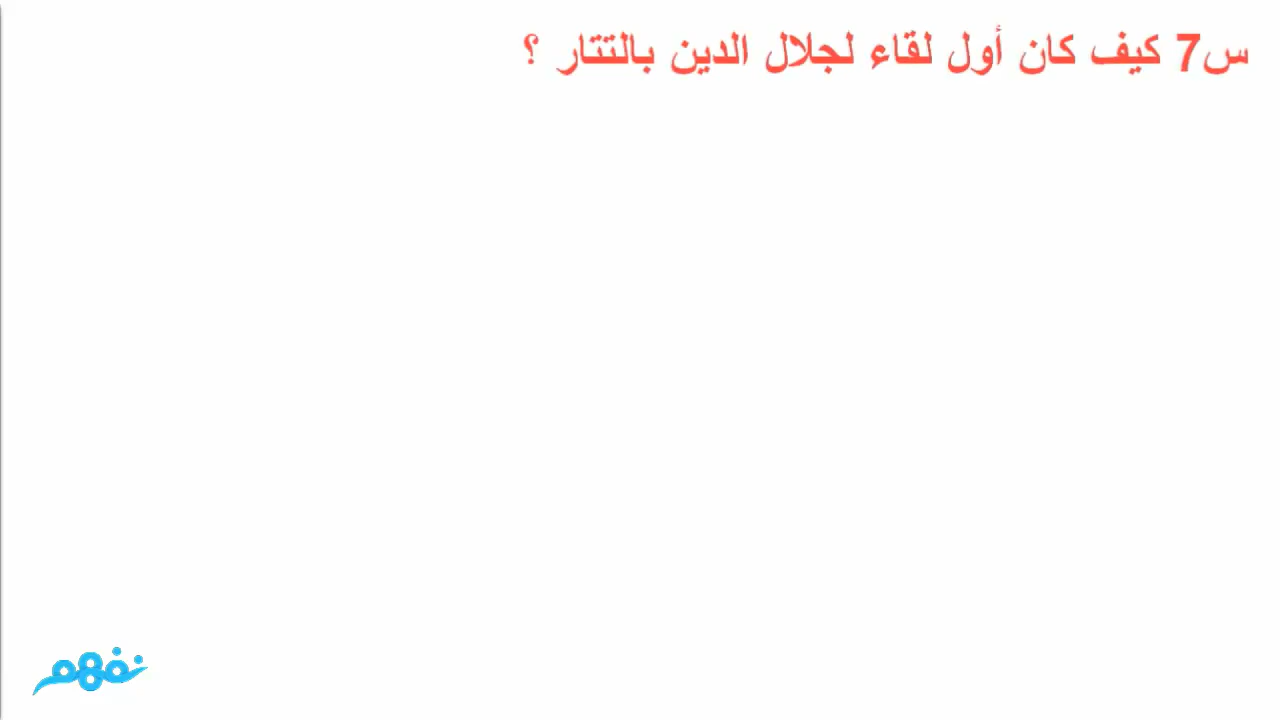 س7 كيف كان أول لقاء لجلال الدين بالتتار ؟
نفهم